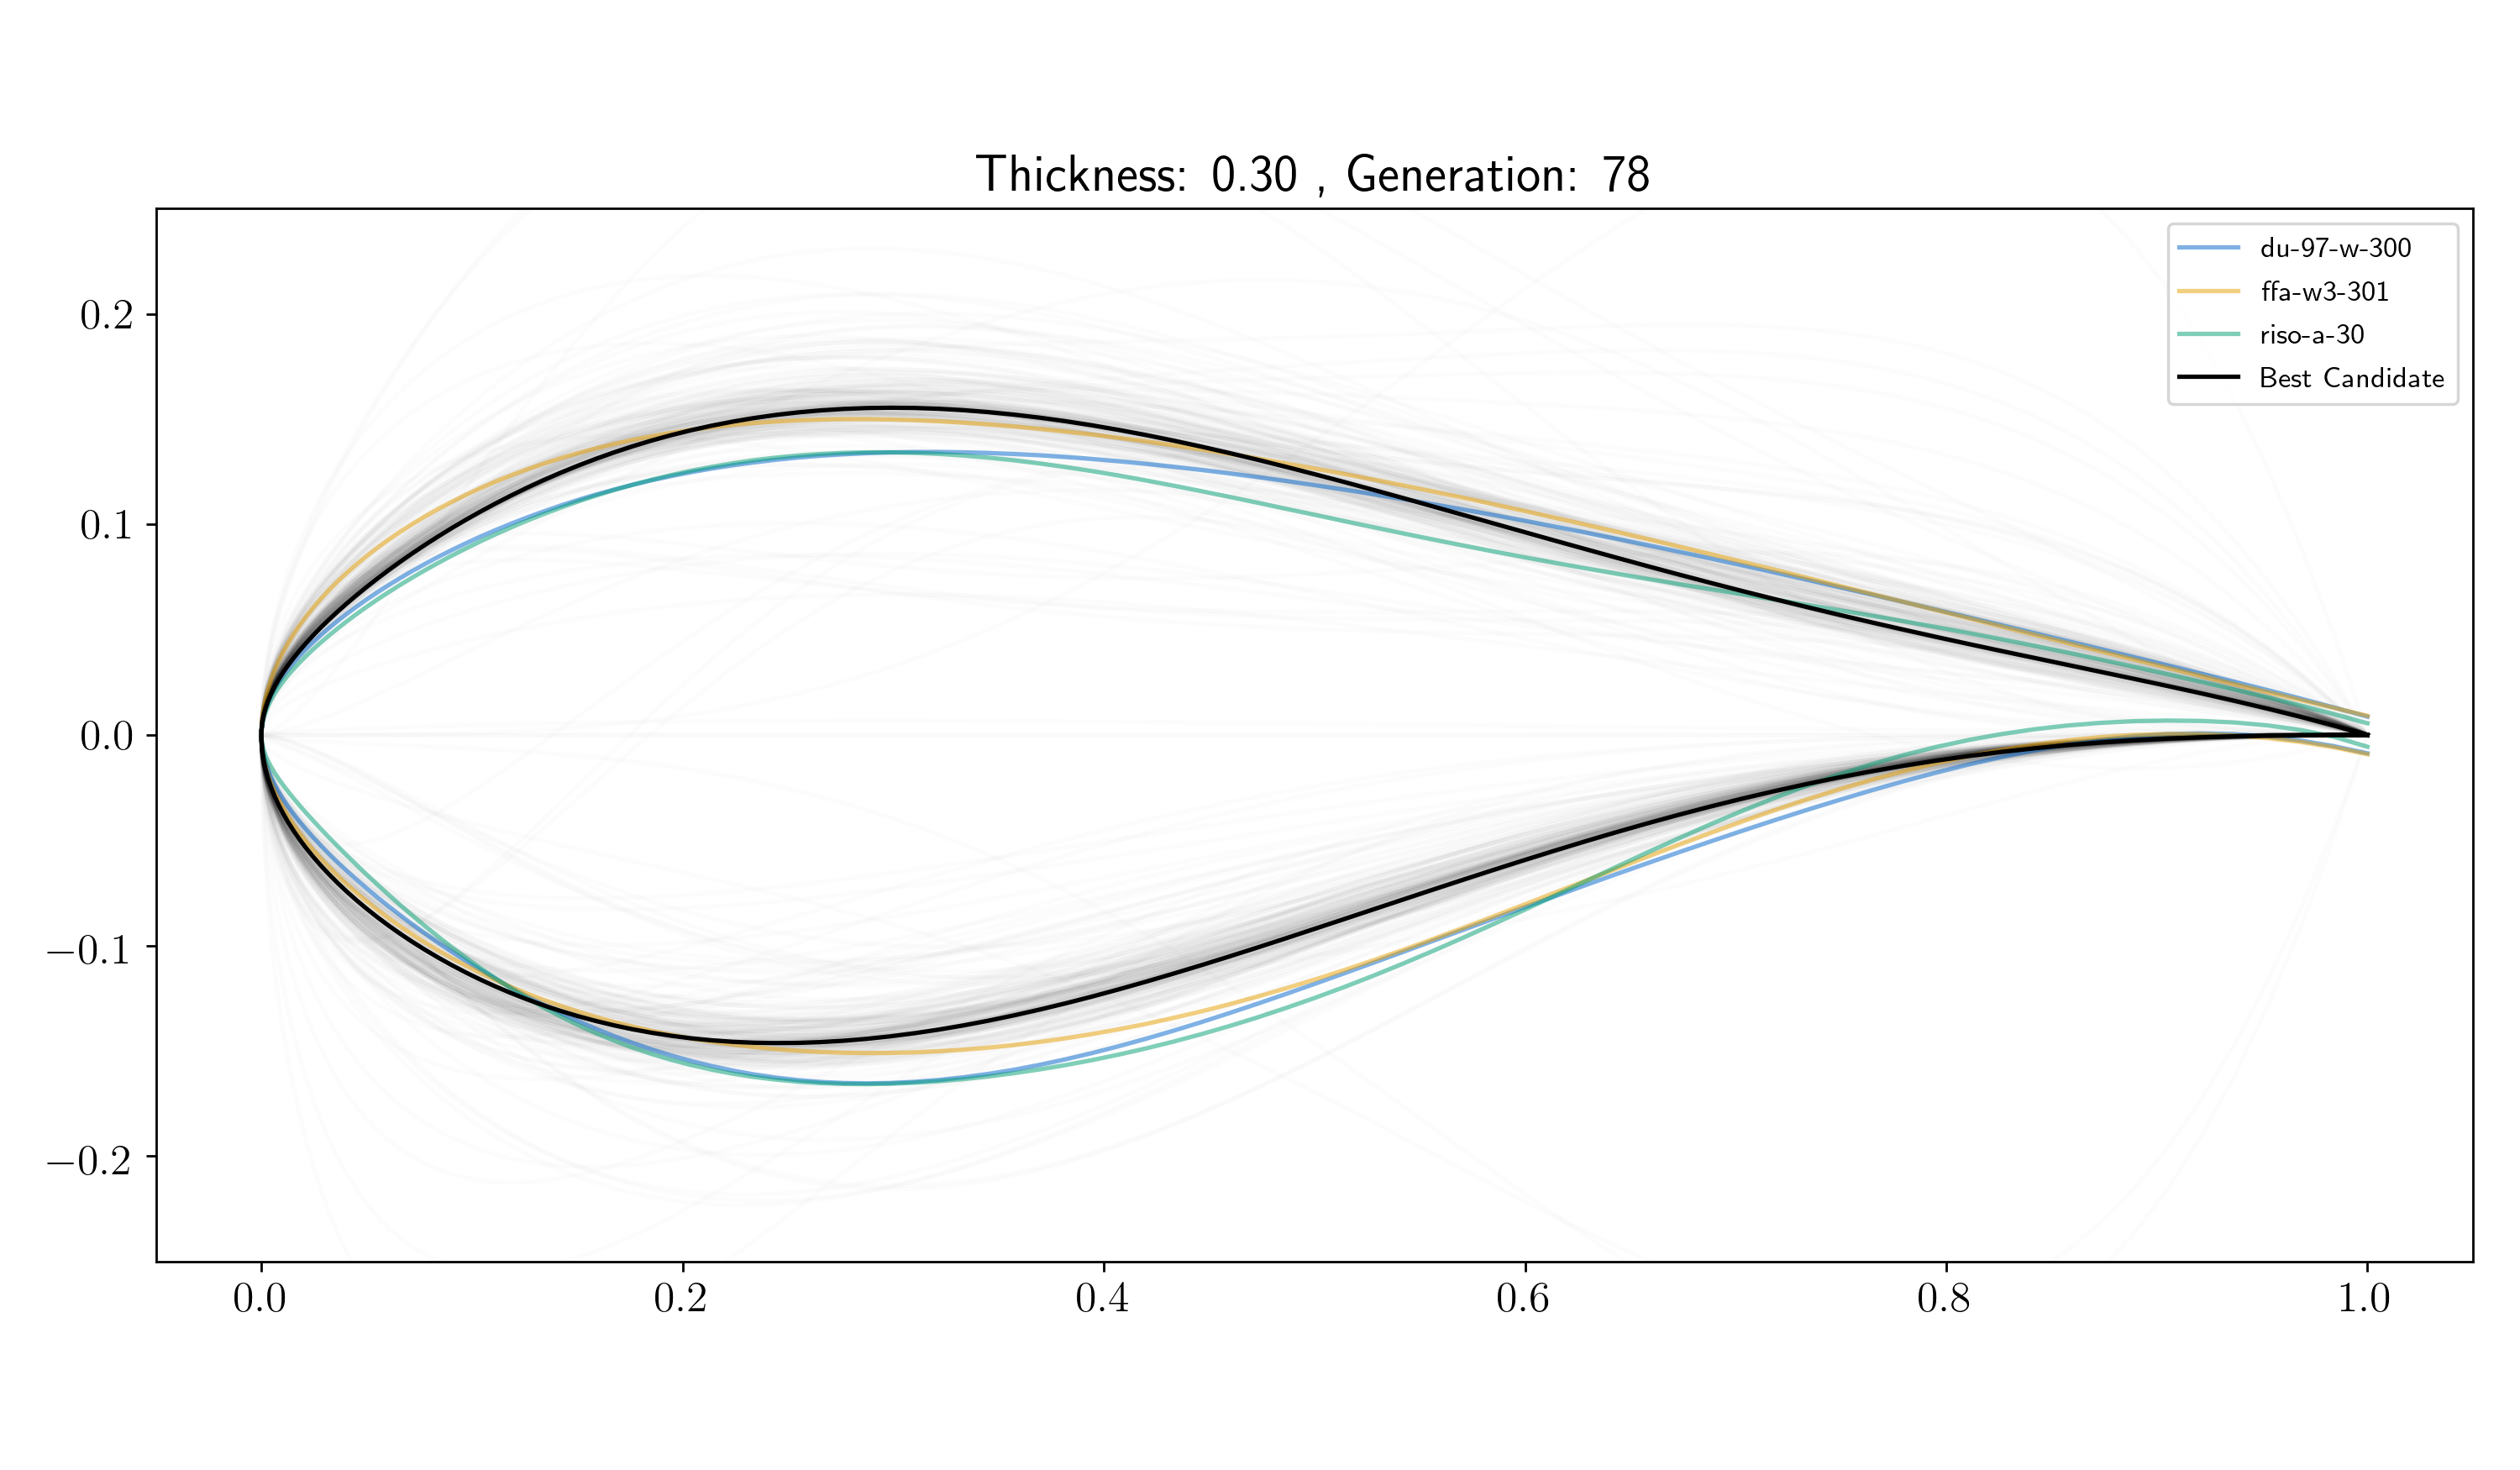 Thickness: 0.30 , Generation: 78
du-97-w-300
ffa-w3-301
riso-a-30
Best Candidate
0.2
0.1
0.0
−0.1
−0.2
0.0 0.2 0.4 0.6 0.8 1.0